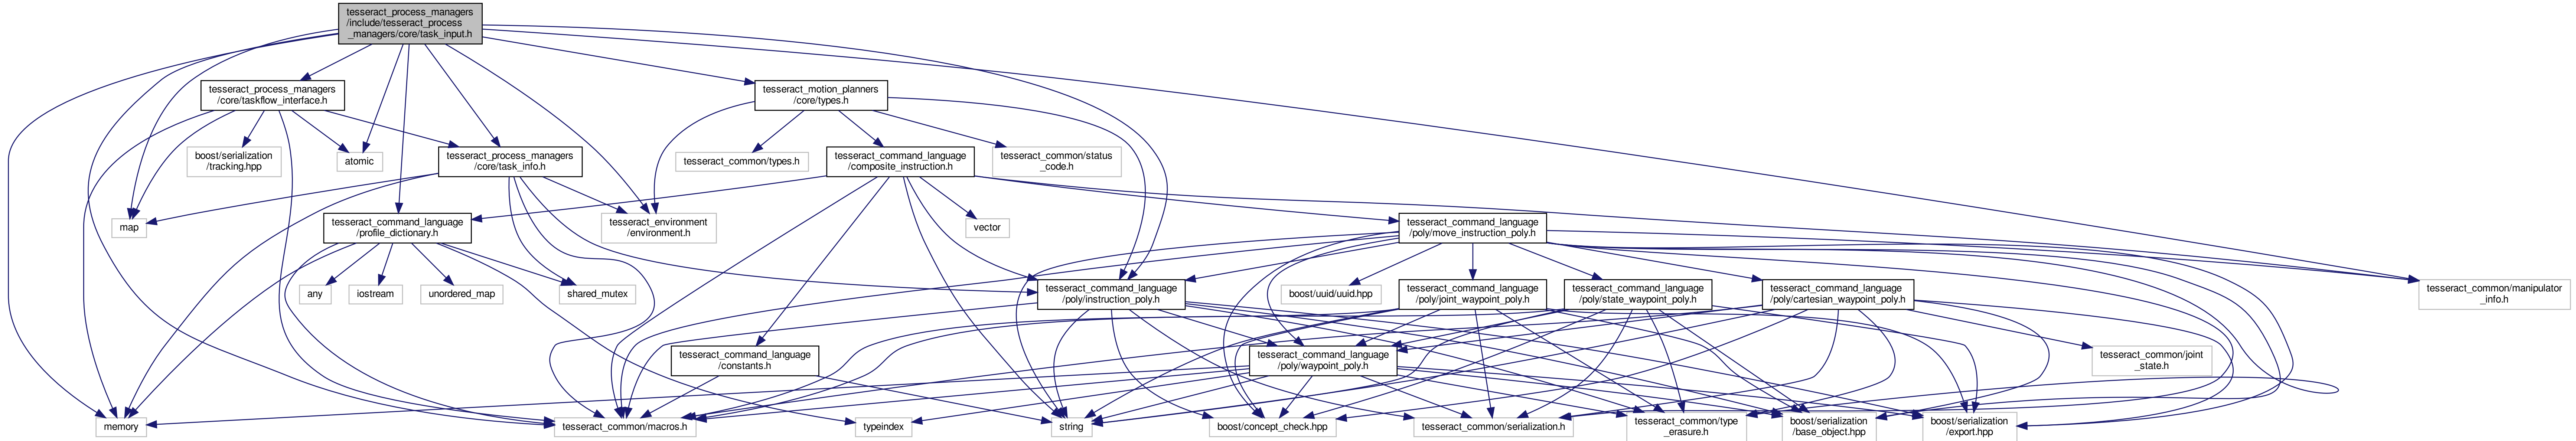 tesseract_process_managers
/include/tesseract_process
_managers/core/task_input.h
tesseract_process_managers
/core/taskflow_interface.h
tesseract_motion_planners
/core/types.h
boost/serialization
/tracking.hpp
atomic
tesseract_process_managers
/core/task_info.h
tesseract_common/types.h
tesseract_command_language
/composite_instruction.h
tesseract_common/status
_code.h
map
tesseract_command_language
/profile_dictionary.h
tesseract_environment
/environment.h
vector
tesseract_command_language
/poly/move_instruction_poly.h
any
iostream
unordered_map
shared_mutex
tesseract_command_language
/poly/instruction_poly.h
boost/uuid/uuid.hpp
tesseract_command_language
/poly/joint_waypoint_poly.h
tesseract_command_language
/poly/state_waypoint_poly.h
tesseract_command_language
/poly/cartesian_waypoint_poly.h
tesseract_common/manipulator
_info.h
tesseract_command_language
/constants.h
tesseract_command_language
/poly/waypoint_poly.h
tesseract_common/joint
_state.h
memory
tesseract_common/macros.h
typeindex
string
boost/concept_check.hpp
tesseract_common/serialization.h
tesseract_common/type
_erasure.h
boost/serialization
/base_object.hpp
boost/serialization
/export.hpp